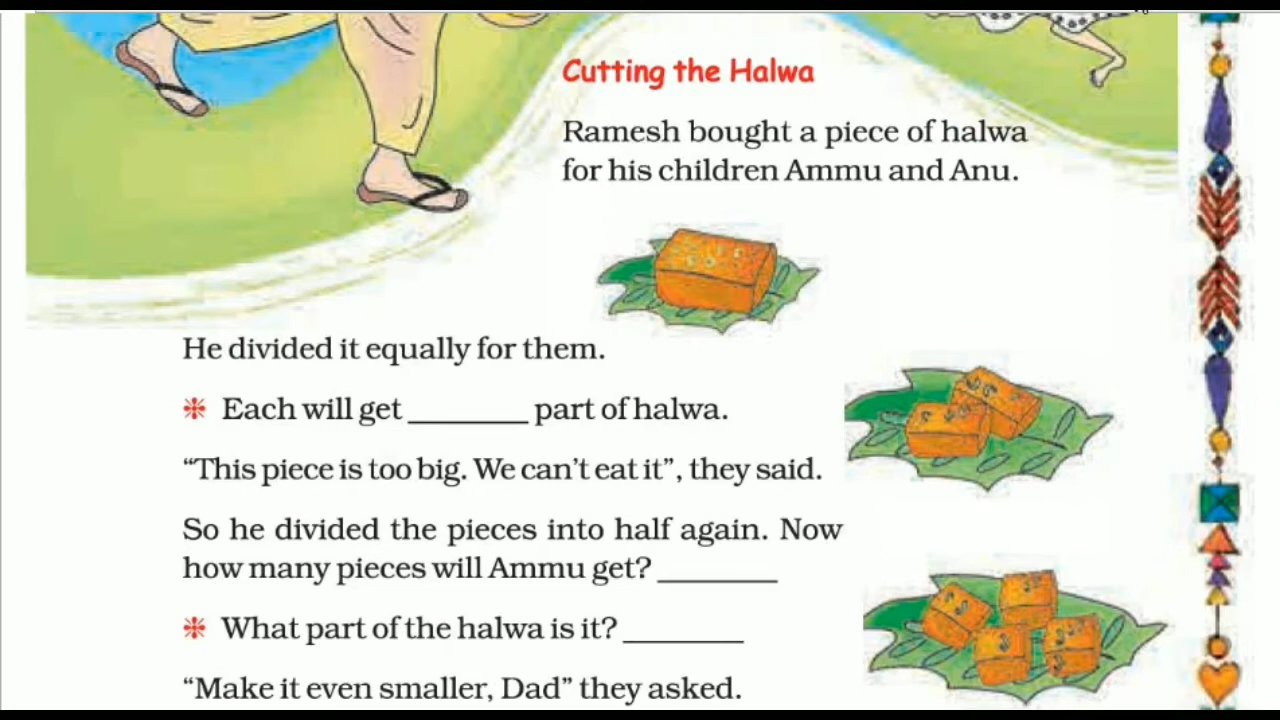 Cutting the Halwa
Ramesh bought a piece of halwa
for his children Ammu and Anu.
He divided it equally for them.
❉ Each will get ________ part of halwa.
“This piece is too big. We can’t eat it”, they said.
So he divided the pieces into half again. Now
how many pieces will Ammu get? ________
❉ What part of the halwa is it? ________
“Make it even smaller, Dad” they asked.